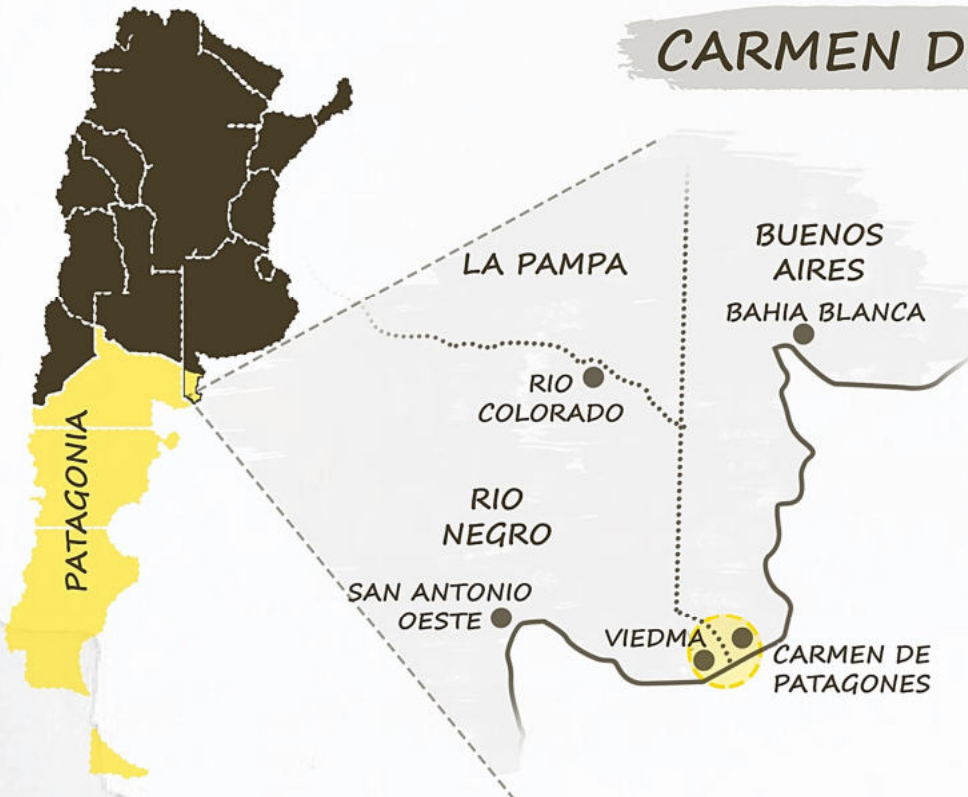 CARMEN D
LA PAMPA
BUENOS
AIRES
BAHIA BLANCA
RIO
COLORADO
PATAGONIA
RIO
NEGRO
SAN ANTONIO
OESTE
VIEDMA
CARMEN DE
PATAGONES